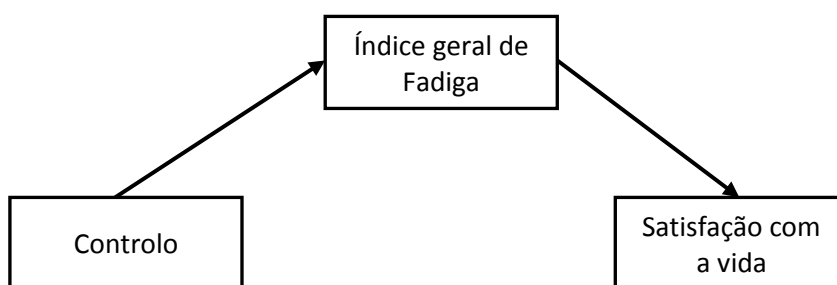 Índice geral de
Fadiga
Controlo
Satisfação com
a vida